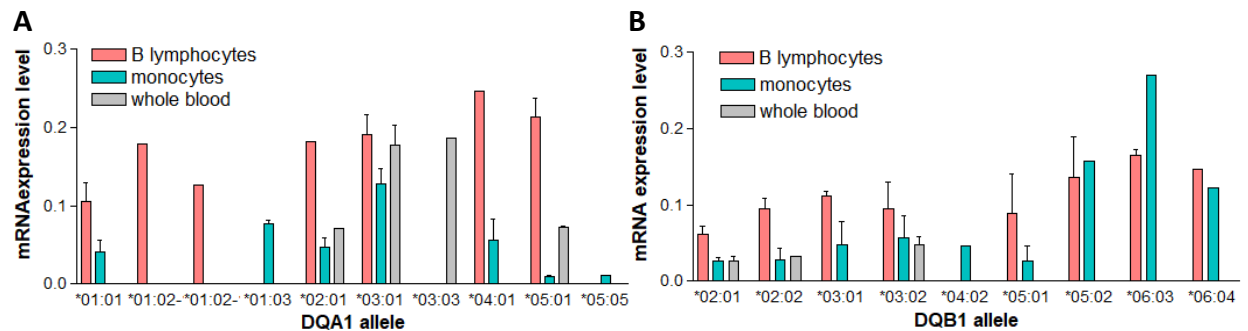 A
mRNAexpression level
0.3
0.2
0.1
0.0
B lymphocytes
monocytes
whole blood
*01:01 *01:02- *01:02- *01:03 *02:01 *03:01 *03:03 *04:01 *05:01 *05:05
DQA1 allele
B
mRNA expression level
0.3
0.2
0.1
0.0
B lymphocytes
monocytes
whole blood
*02:01 *02:02 *03:01 *03:02 *04:02 *05:01 *05:02 *06:03 *06:04
DQB1 allele